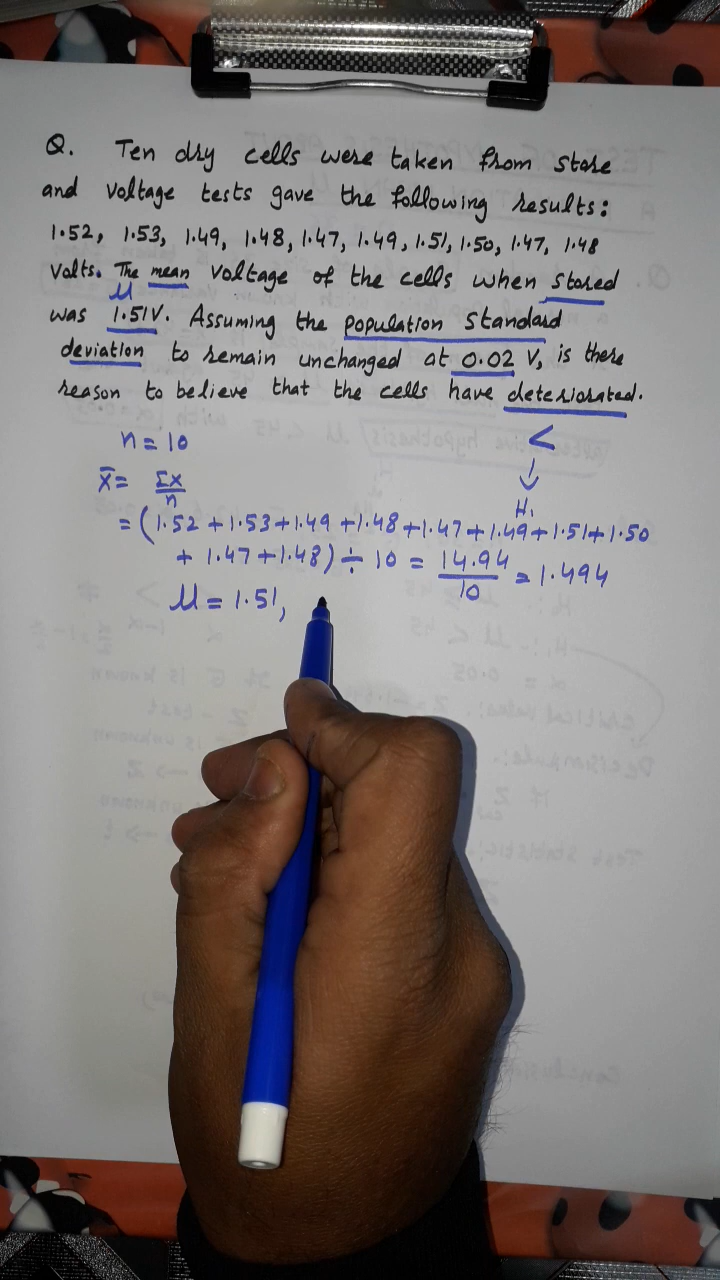 Q. Ten dry cells were taken from store
and voltage tests gave the following results:
1.52, 1.53, 1.49, 1.48, 1.47, 1.49, 1.51, 1.50, 1.47, 1.48
volts. The mean voltage of the cells when stored
μ
was 1.51V. Assuming the population standard
deviation to remain unchanged at 0.02 V, is there
reason to believe that the cells have deteriorated.
n = 10
<
↓
x̄ = Σx/n
H₁
= (1.52 + 1.53 + 1.49 + 1.48 + 1.47 + 1.49 + 1.51 + 1.50
+ 1.47 + 1.48) ÷ 10 = 14.94/10 = 1.494
μ = 1.51,